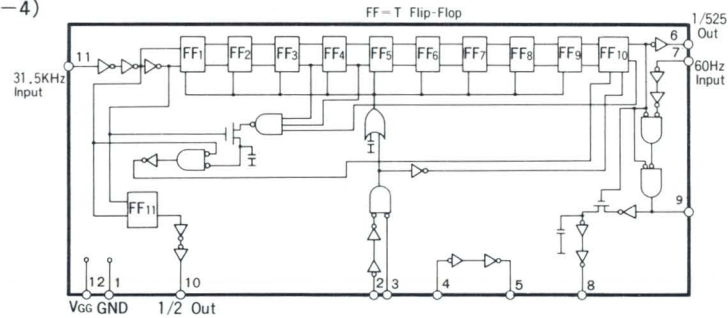 —4)
FF=T Flip-Flop
1/525
Out
6
7
60Hz
Input
11
31.5KHz
Input
FF1
FF2
FF3
FF4
FF5
FF6
FF7
FF8
FF9
FF10
FF11
9
12
1
10
2
3
4
5
8
VGG GND
1/2 Out